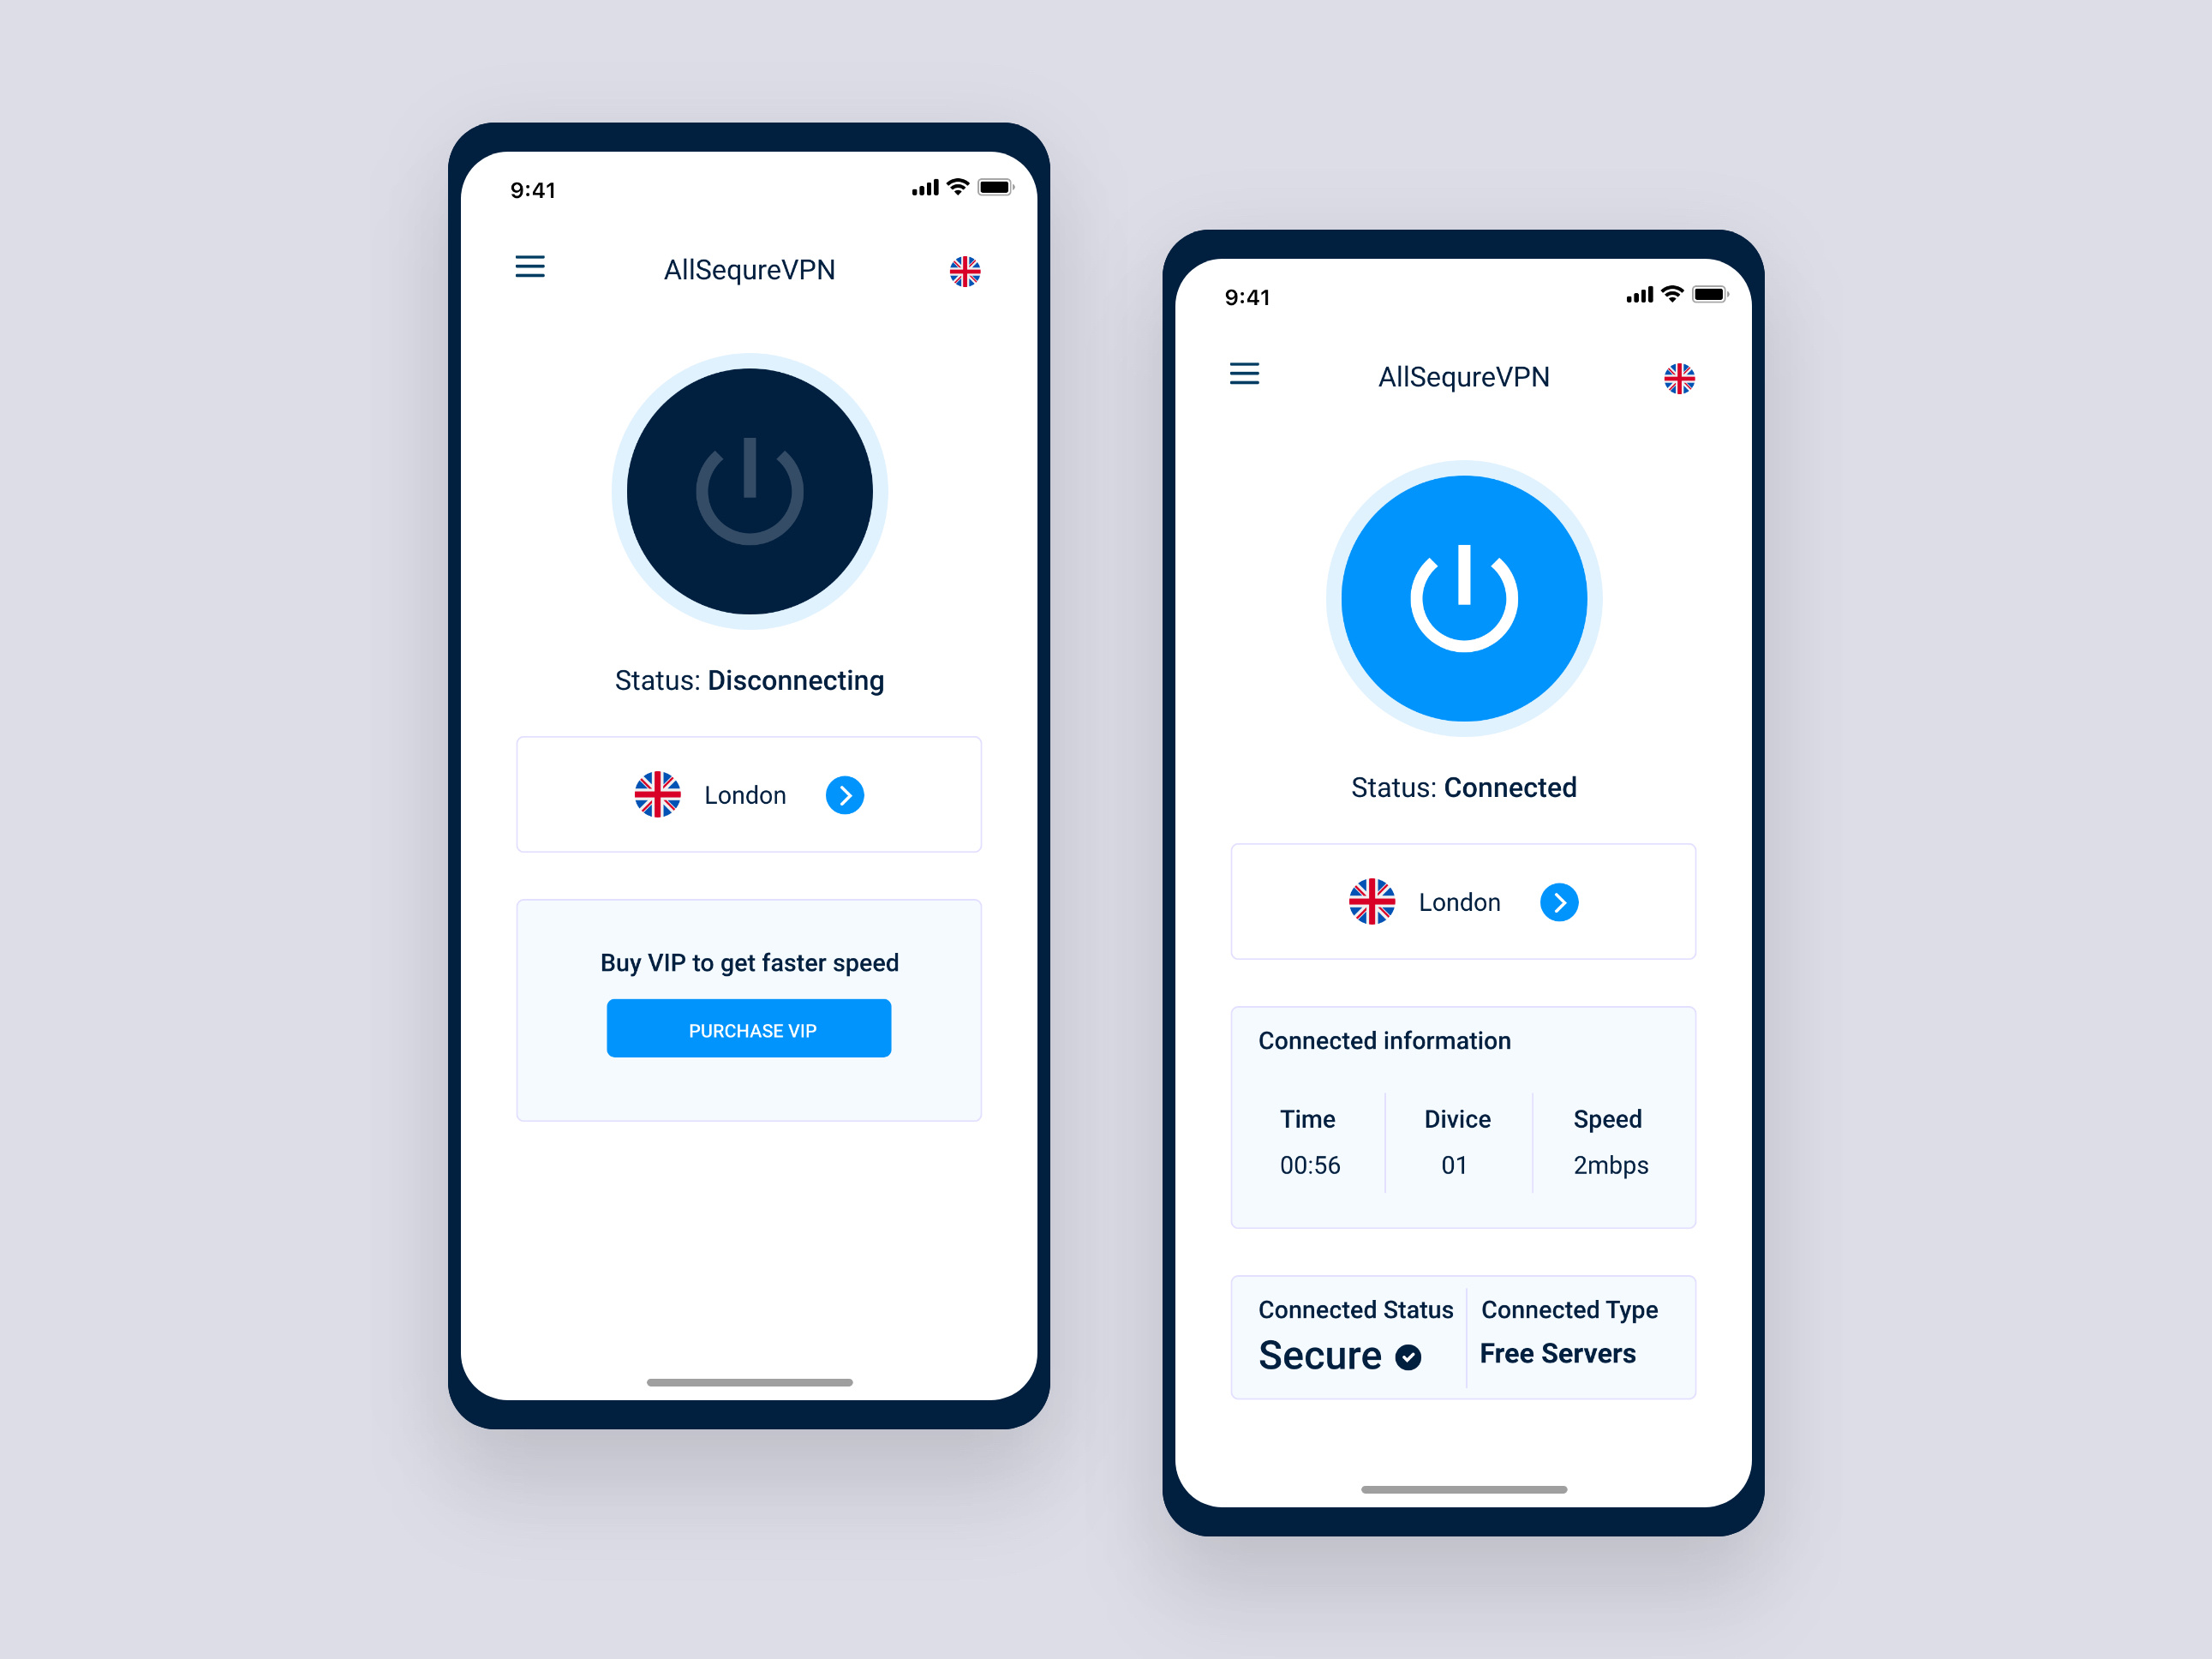 9:41
AllSequreVPN
Status: Disconnecting
London
Buy VIP to get faster speed
PURCHASE VIP
9:41
AllSequreVPN
Status: Connected
London
Connected information
Time Divice Speed
00:56 01 2mbps
Connected Status Connected Type
Secure Free Servers